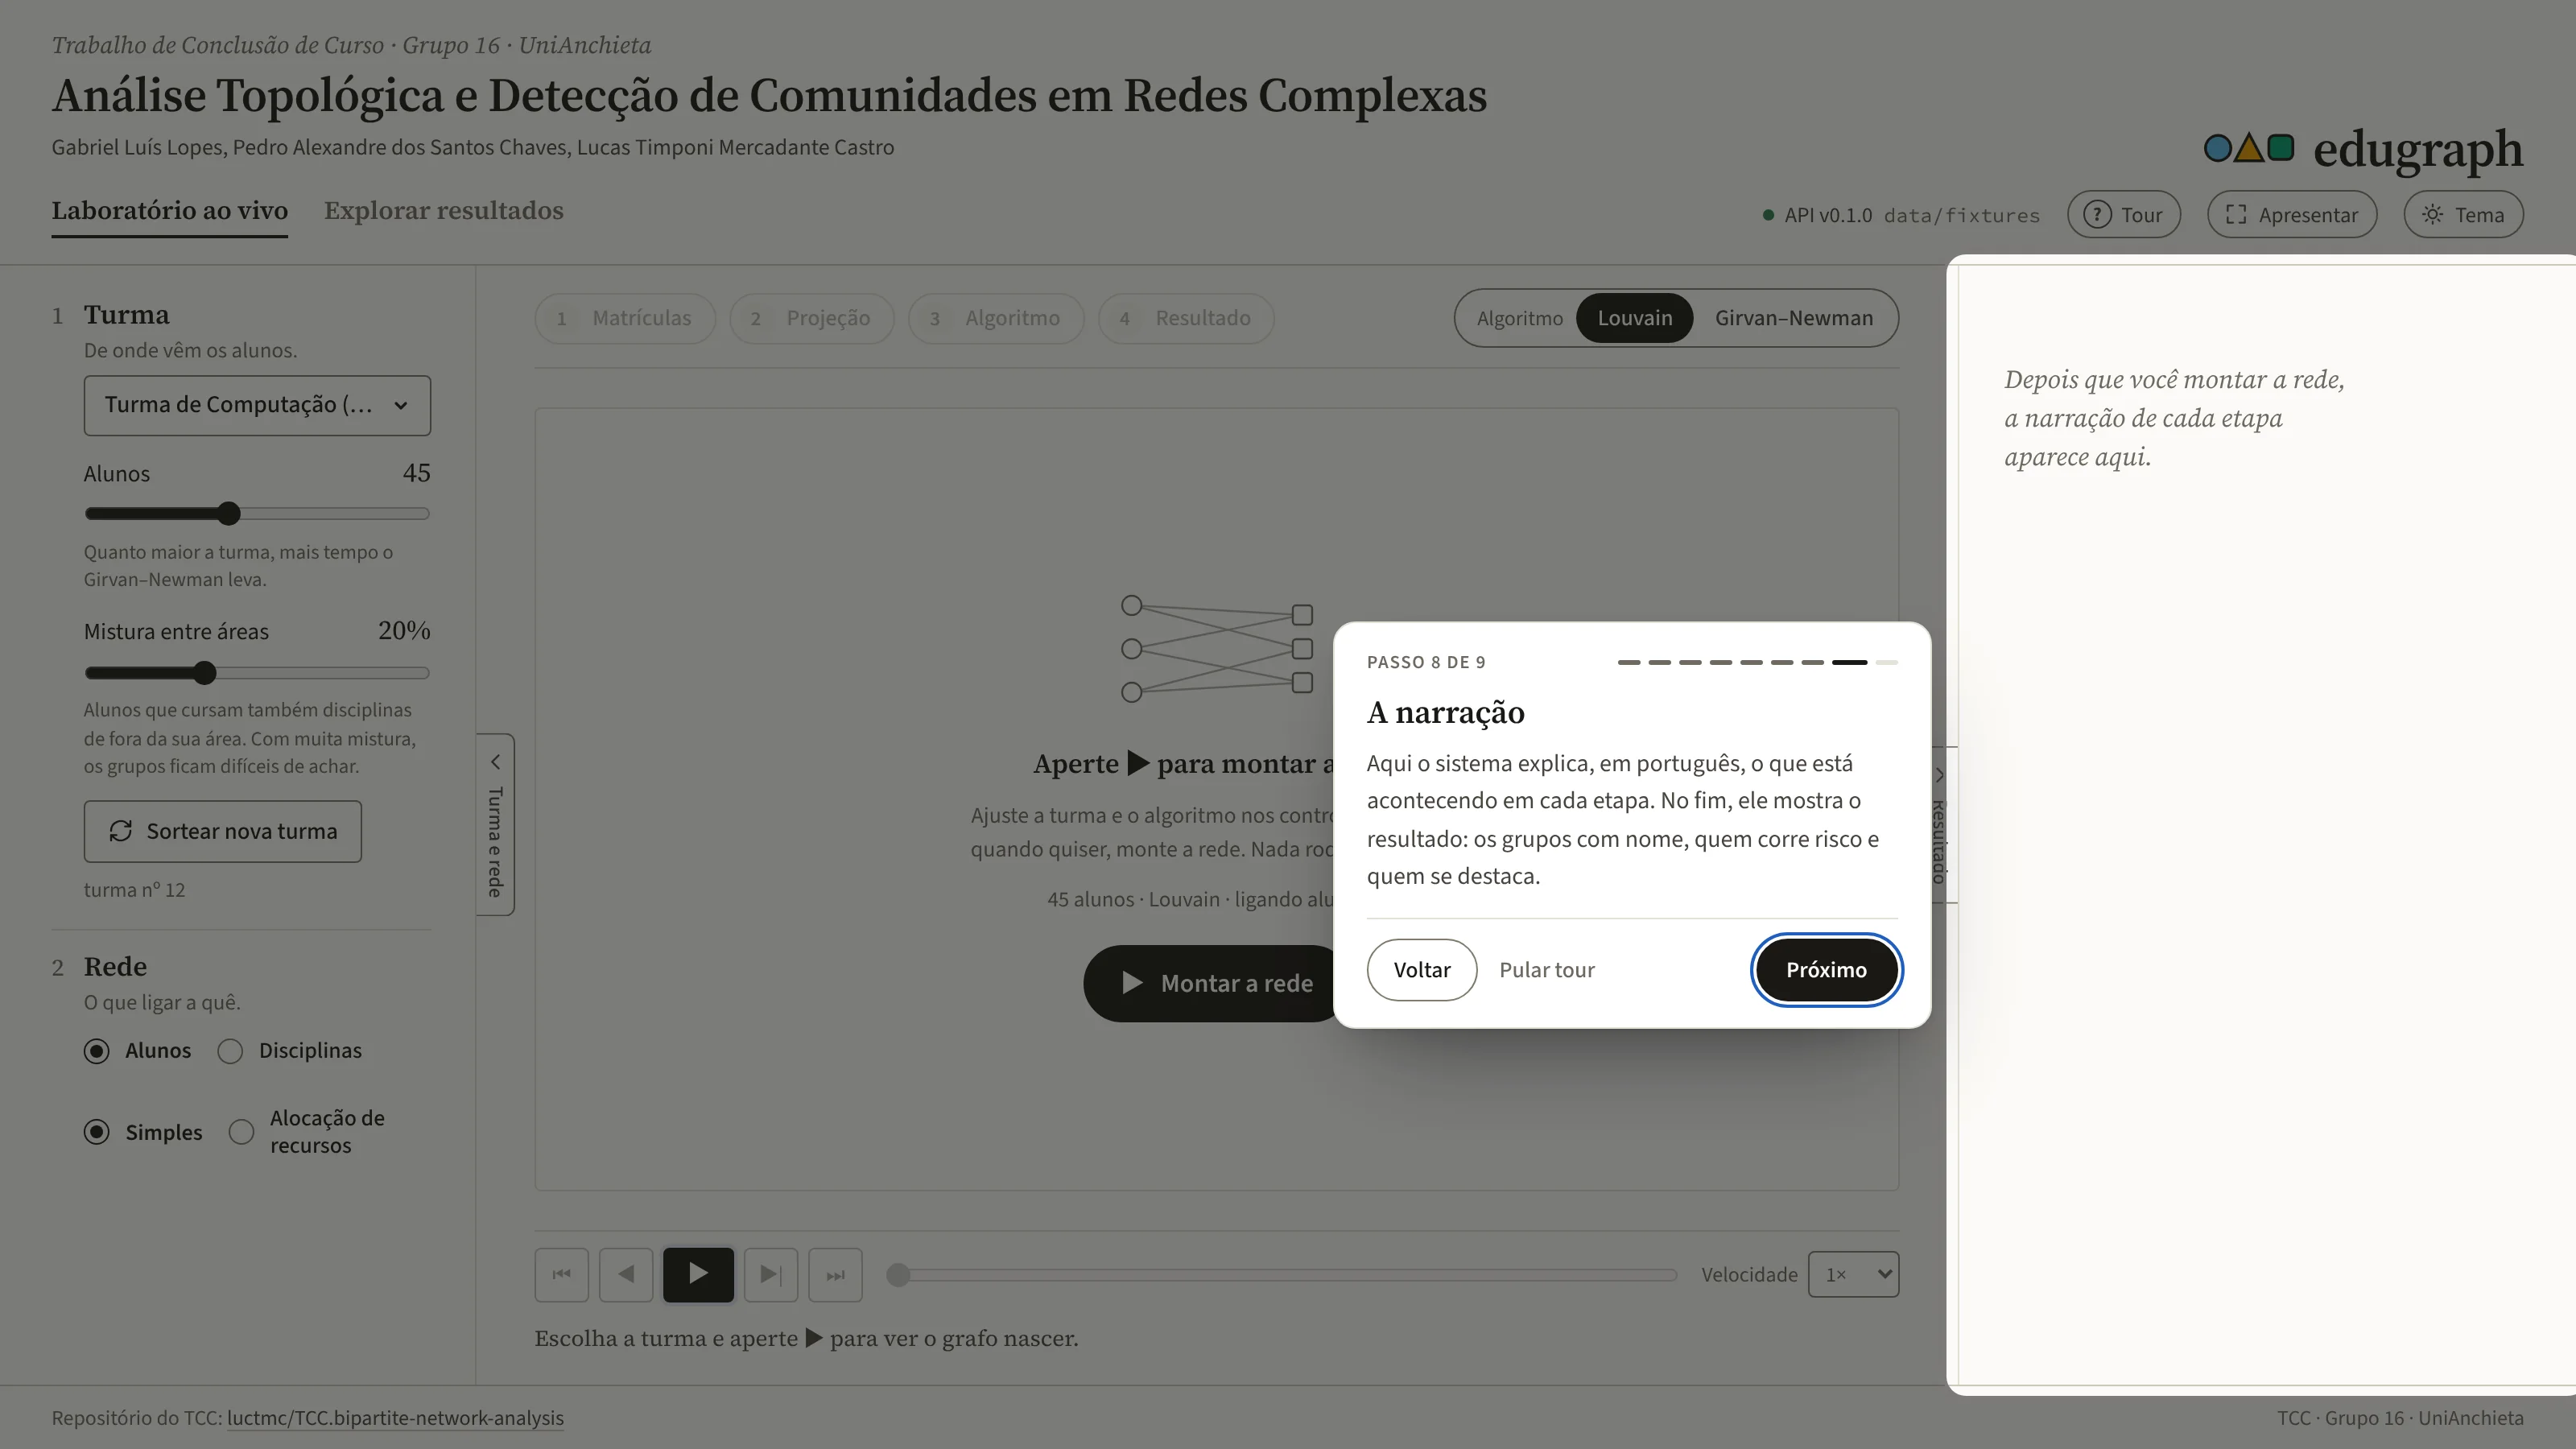 Trabalho de Conclusão de Curso · Grupo 16 · UniAnchieta
Análise Topológica e Detecção de Comunidades em Redes Complexas
Gabriel Luís Lopes, Pedro Alexandre dos Santos Chaves, Lucas Timponi Mercadante Castro
edugraph
Laboratório ao vivo
Explorar resultados
API v0.1.0 data/fixtures
? Tour
Apresentar
Tema
1 Turma
De onde vêm os alunos.
Turma de Computação (...
Alunos 45
Quanto maior a turma, mais tempo o
Girvan–Newman leva.
Mistura entre áreas 20%
Alunos que cursam também disciplinas
de fora da sua área. Com muita mistura,
os grupos ficam difíceis de achar.
Sortear nova turma
turma nº 12
2 Rede
O que ligar a quê.
Alunos
Disciplinas
Simples
Alocação de
recursos
Turma e rede
1 Matrículas
2 Projeção
3 Algoritmo
4 Resultado
Algoritmo
Louvain
Girvan–Newman
Aperte ▶ para montar a
Ajuste a turma e o algoritmo nos
quando quiser, monte a rede. Nada
45 alunos · Louvain · ligando
Montar a rede
PASSO 8 DE 9
A narração
Aqui o sistema explica, em português, o que está
acontecendo em cada etapa. No fim, ele mostra o
resultado: os grupos com nome, quem corre risco e
quem se destaca.
Voltar
Pular tour
Próximo
Resultado
Depois que você montar a rede,
a narração de cada etapa
aparece aqui.
Velocidade 1×
Escolha a turma e aperte ▶ para ver o grafo nascer.
Repositório do TCC: luctmc/TCC.bipartite-network-analysis
TCC · Grupo 16 · UniAnchieta